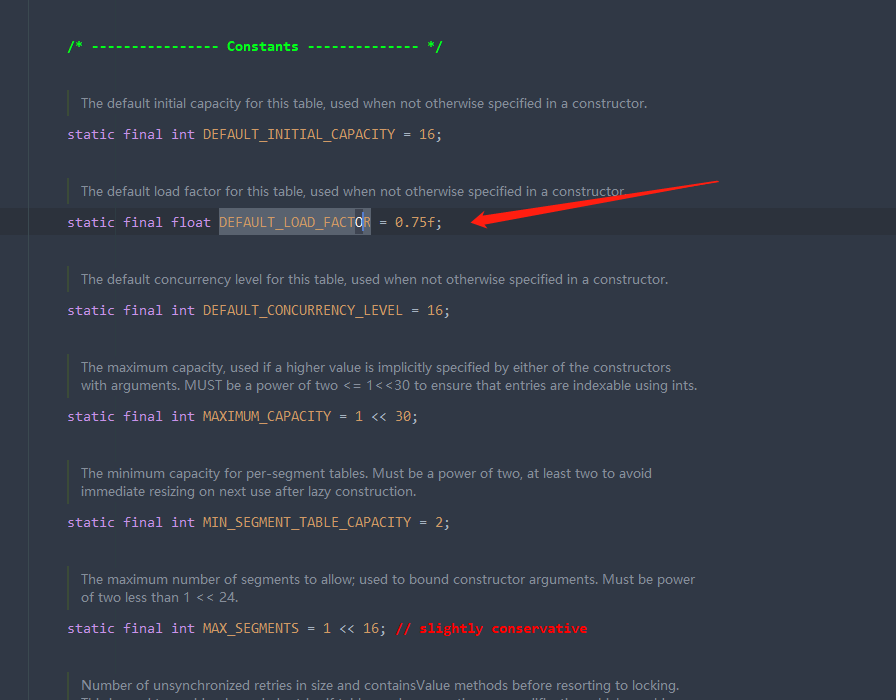 /* ---------------- Constants -------------- */
The default initial capacity for this table, used when not otherwise specified in a constructor.
static final int DEFAULT_INITIAL_CAPACITY = 16;
The default load factor for this table, used when not otherwise specified in a constructor.
static final float DEFAULT_LOAD_FACTOR = 0.75f;
The default concurrency level for this table, used when not otherwise specified in a constructor.
static final int DEFAULT_CONCURRENCY_LEVEL = 16;
The maximum capacity, used if a higher value is implicitly specified by either of the constructors
with arguments. MUST be a power of two <= 1<<30 to ensure that entries are indexable using ints.
static final int MAXIMUM_CAPACITY = 1 << 30;
The minimum capacity for per-segment tables. Must be a power of two, at least two to avoid
immediate resizing on next use after lazy construction.
static final int MIN_SEGMENT_TABLE_CAPACITY = 2;
The maximum number of segments to allow; used to bound constructor arguments. Must be power
of two less than 1 << 24.
static final int MAX_SEGMENTS = 1 << 16; // slightly conservative
Number of unsynchronized retries in size and containsValue methods before resorting to locking.